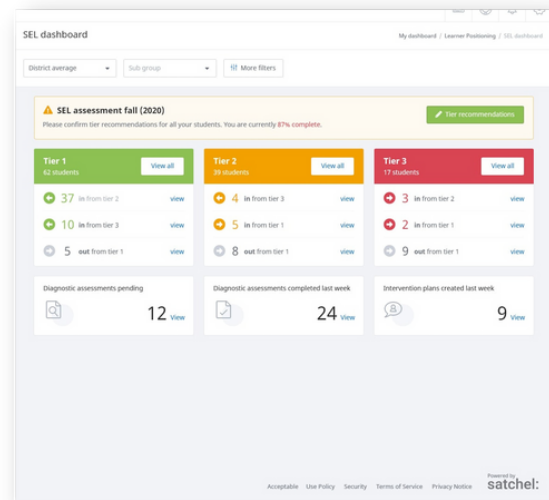 SEL dashboard
My dashboard / Learner Positioning / SEL dashboard
District average
Sub group
More filters
SEL assessment fall (2020)
Please confirm tier recommendations for all your students. You are currently 87% complete.
Tier recommendations
Tier 1
62 students
View all
37 in from tier 2 view
10 in from tier 3 view
5 out from tier 1 view
Tier 2
39 students
View all
4 in from tier 3 view
5 in from tier 1 view
8 out from tier 1 view
Tier 3
17 students
View all
3 in from tier 2 view
2 in from tier 1 view
9 out from tier 1 view
Diagnostic assessments pending
12 View
Diagnostic assessments completed last week
24 View
Intervention plans created last week
9 View
Acceptable Use Policy Security Terms of Service Privacy Notice
Powered by
satchel: